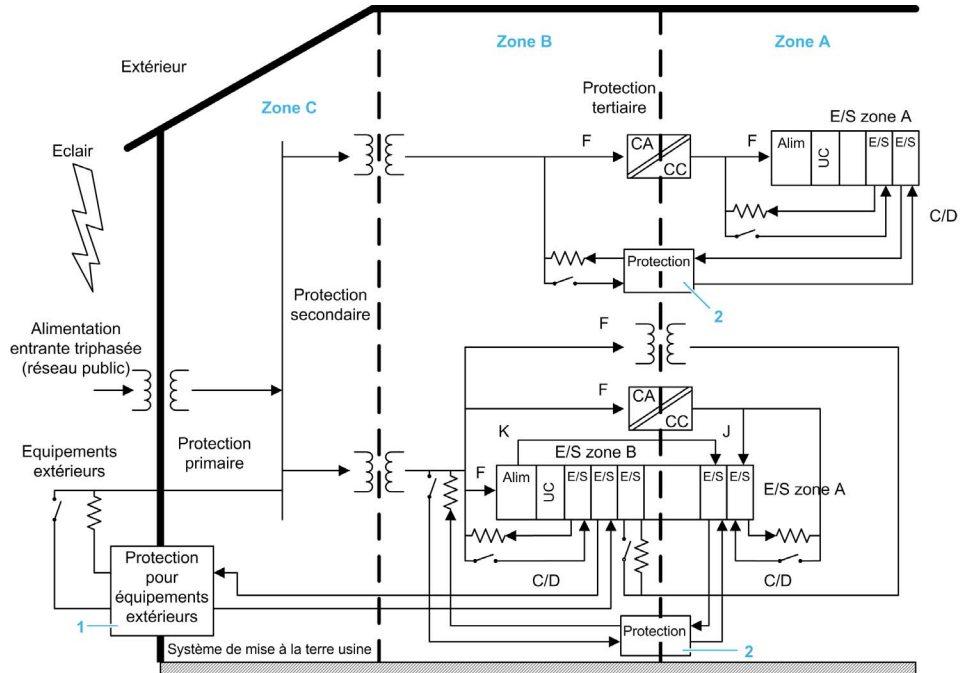 Zone B
Zone A
Extérieur
Zone C
Protection
tertiaire
E/S zone A
Eclair
F
CA
CC
F
Alim
UC
E/S
E/S
C/D
Protection
2
Protection
secondaire
Alimentation
entrante triphasée
(réseau public)
F
F
CA
CC
K
J
Equipements
extérieurs
Protection
primaire
E/S zone B
F
Alim
UC
E/S
E/S
E/S
E/S
E/S
E/S zone A
C/D
C/D
Protection
pour
équipements
extérieurs
1
Protection
2
Système de mise à la terre usine